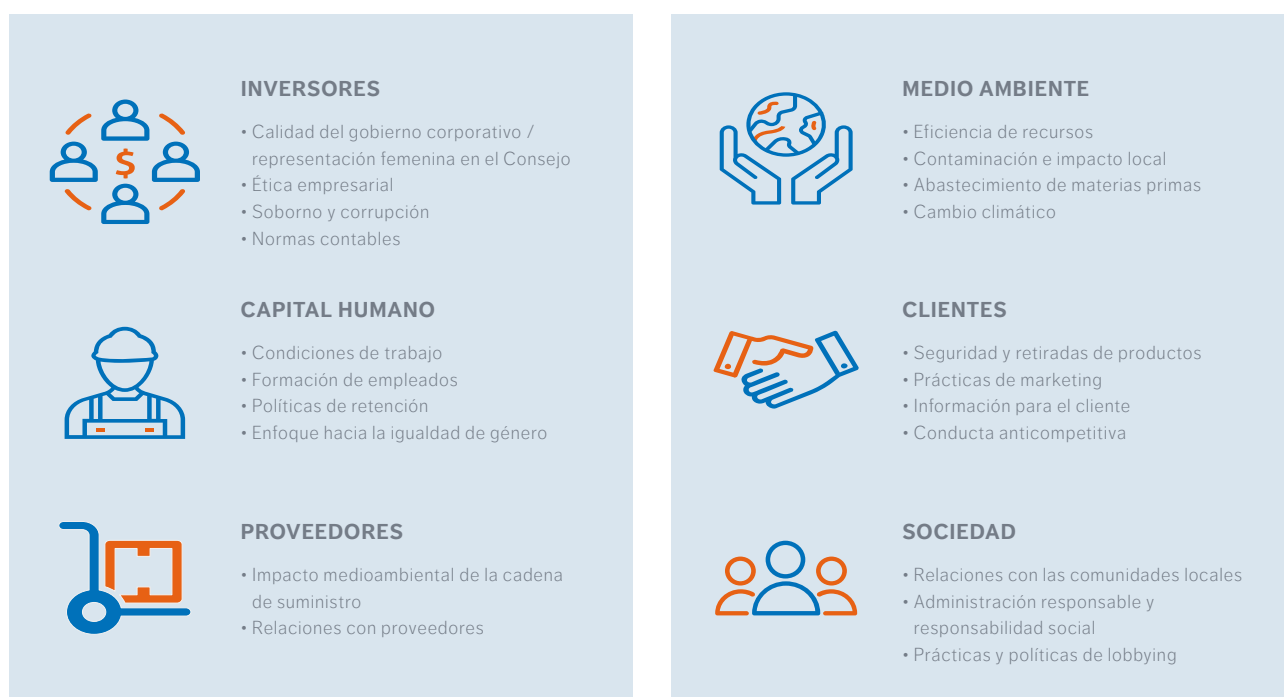 INVERSORES
• Calidad del gobierno corporativo /
representación femenina en el Consejo
• Ética empresarial
• Soborno y corrupción
• Normas contables
$
CAPITAL HUMANO
• Condiciones de trabajo
• Formación de empleados
• Políticas de retención
• Enfoque hacia la igualdad de género
PROVEEDORES
• Impacto medioambiental de la cadena
de suministro
• Relaciones con proveedores
MEDIO AMBIENTE
• Eficiencia de recursos
• Contaminación e impacto local
• Abastecimiento de materias primas
• Cambio climático
CLIENTES
• Seguridad y retiradas de productos
• Prácticas de marketing
• Información para el cliente
• Conducta anticompetitiva
SOCIEDAD
• Relaciones con las comunidades locales
• Administración responsable y
responsabilidad social
• Prácticas y políticas de lobbying